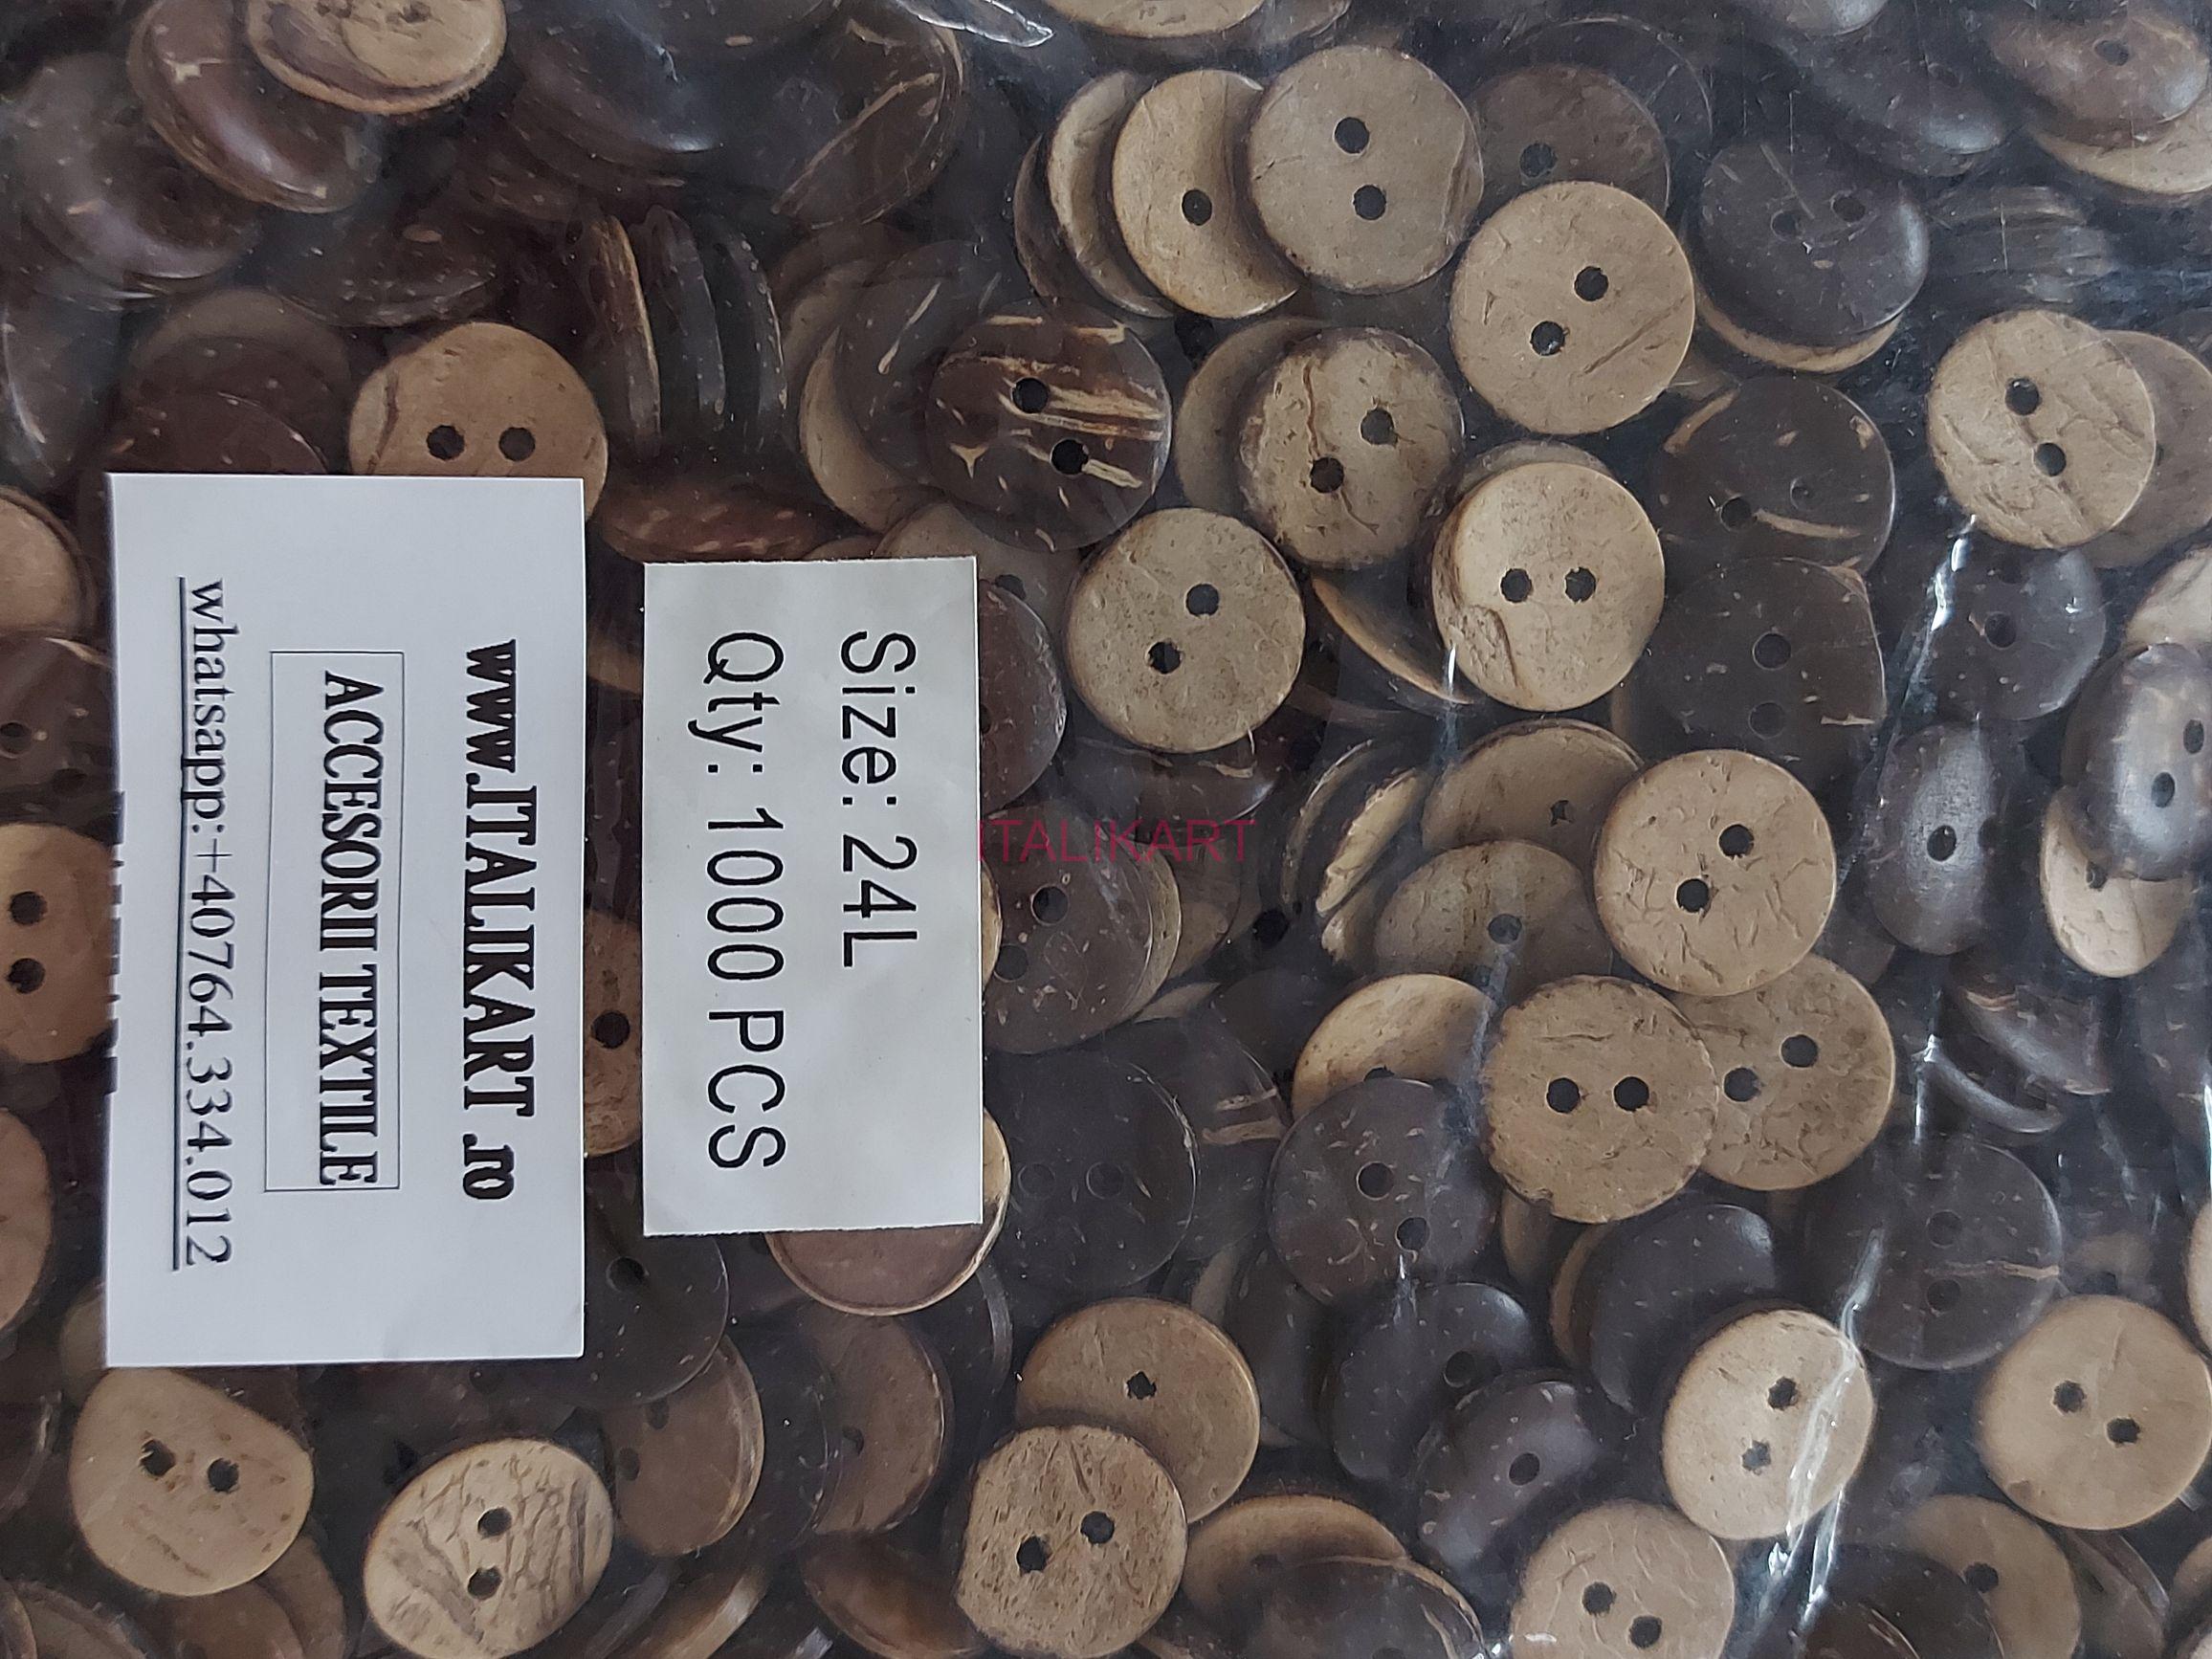 www.ITALIKART .ro
ACCESORII TEXTILE
whatsapp:+40764.334.012
Size: 24L
Qty: 1000 PCS
ITALIKART